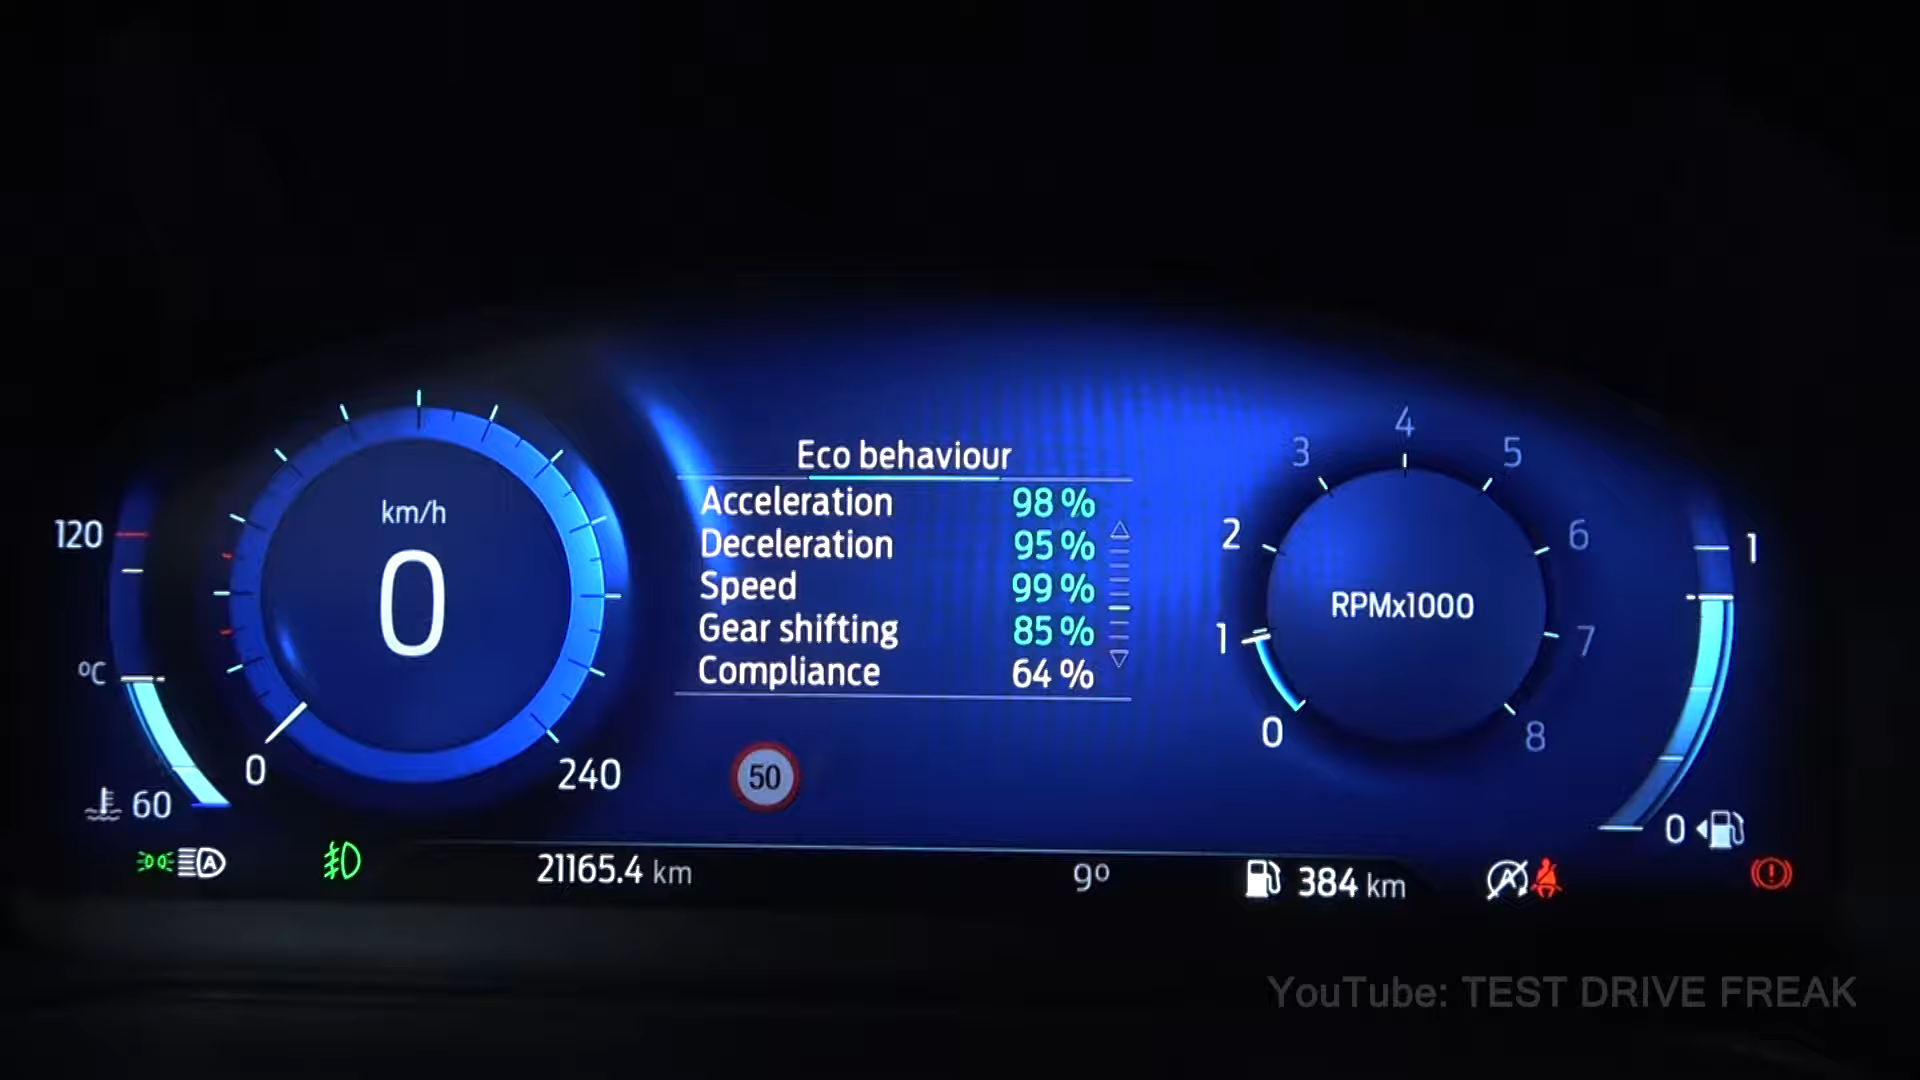 Eco behaviour
Acceleration 98 %
Deceleration 95 %
Speed 99 %
Gear shifting 85 %
Compliance 64 %
km/h
0
0
240
120
°C
60
50
RPMx1000
0
1
2
3
4
5
6
7
8
1
0
A
21165.4 km
9°
384 km
A
YouTube: TEST DRIVE FREAK